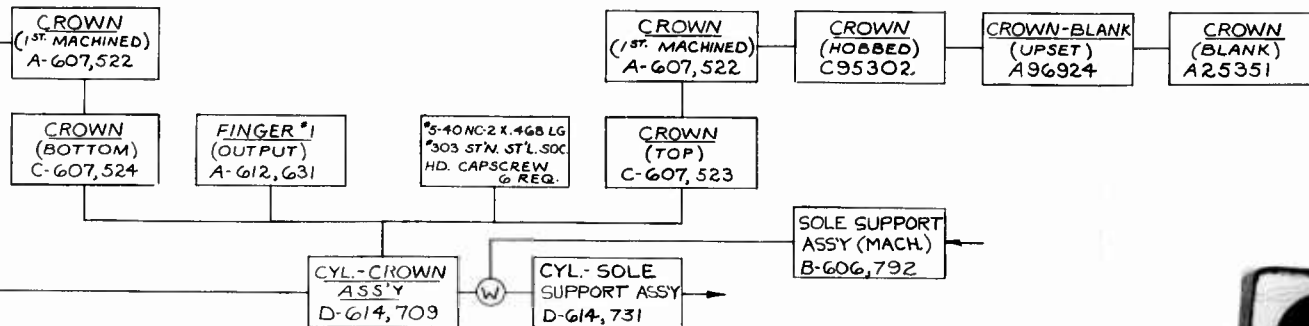 CROWN
(1ST. MACHINED)
A-607,522
CROWN
(1ST. MACHINED)
A-607,522
CROWN
(HOBBED)
C95302
CROWN-BLANK
(UPSET)
A96924
CROWN
(BLANK)
A25351
CROWN
(BOTTOM)
C-607,524
FINGER #1
(OUTPUT)
A-612,631
#5-40 NC-2 X .468 LG
#303 ST'N. ST'L. SOC.
HD. CAPSCREW
6 REQ.
CROWN
(TOP)
C-607,523
SOLE SUPPORT
ASS'Y (MACH.)
B-606,792
CYL.-CROWN
ASS'Y
D-614,709
W
CYL.-SOLE
SUPPORT ASS'Y
D-614,731